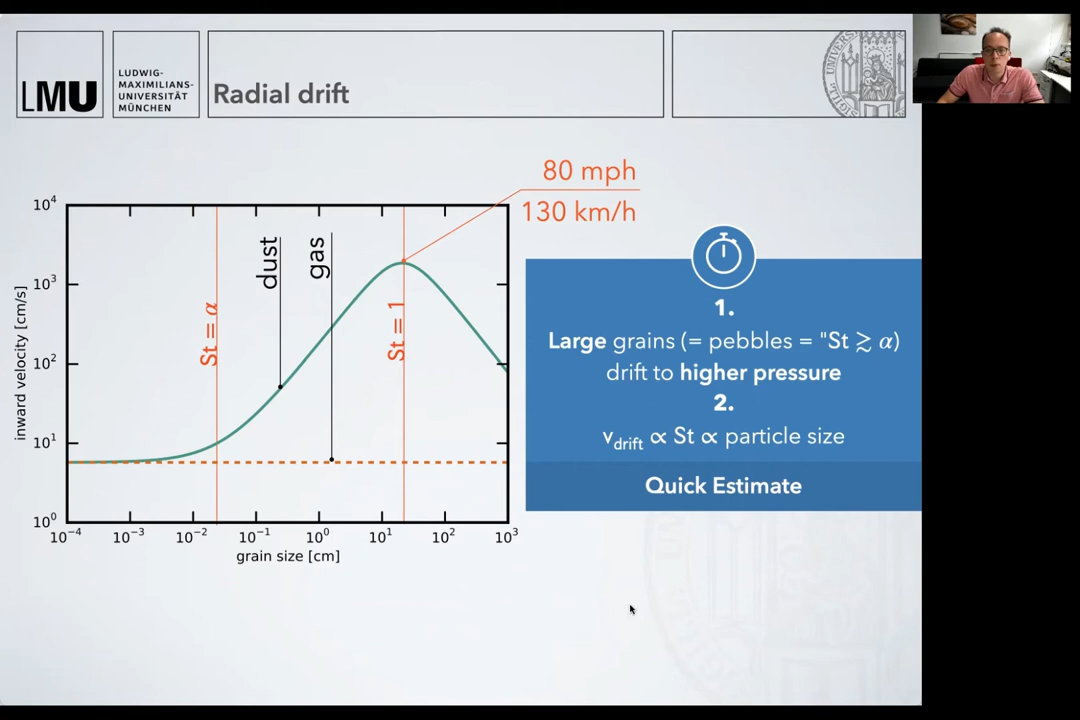 LMU
LUDWIG-
MAXIMILIANS-
UNIVERSITÄT
MÜNCHEN
Radial drift
80 mph
130 km/h
10⁴
10³
10²
10¹
10⁰
inward velocity [cm/s]
St = α
dust
gas
St = 1
10⁻⁴ 10⁻³ 10⁻² 10⁻¹ 10⁰ 10¹ 10² 10³
grain size [cm]
1.
Large grains (= pebbles = "St ≳ α)
drift to higher pressure
2.
v_drift ∝ St ∝ particle size
Quick Estimate